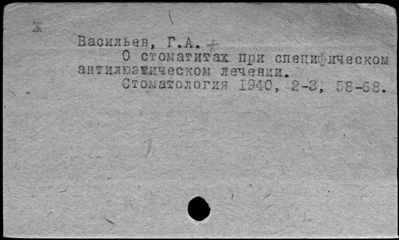 Ж
Васильев, Г.А. +
О стоматитах при специфическом
антилюэтическом лечении.
Стоматология 1940, 2-3, 58-68.